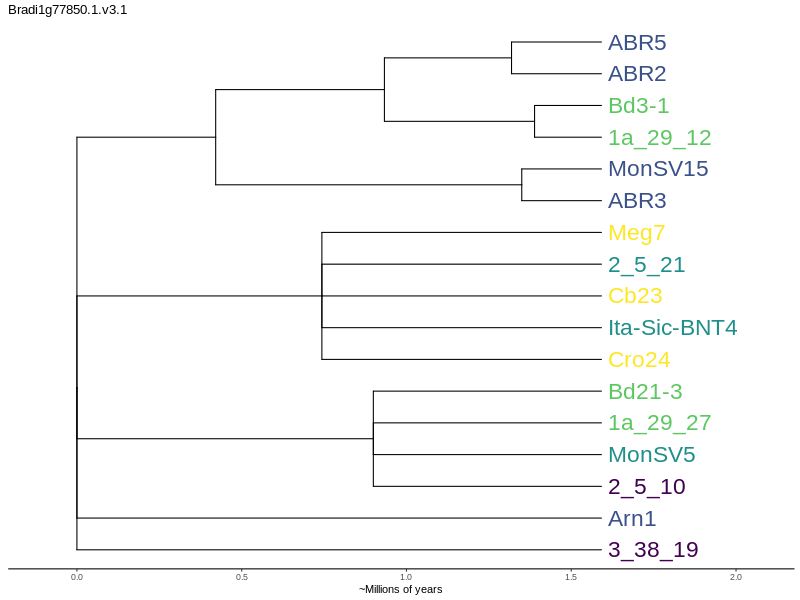 Bradi1g77850.1.v3.1
ABR5
ABR2
Bd3-1
1a_29_12
MonSV15
ABR3
Meg7
2_5_21
Cb23
Ita-Sic-BNT4
Cro24
Bd21-3
1a_29_27
MonSV5
2_5_10
Arn1
3_38_19
0.0 0.5 1.0 1.5 2.0
~Millions of years